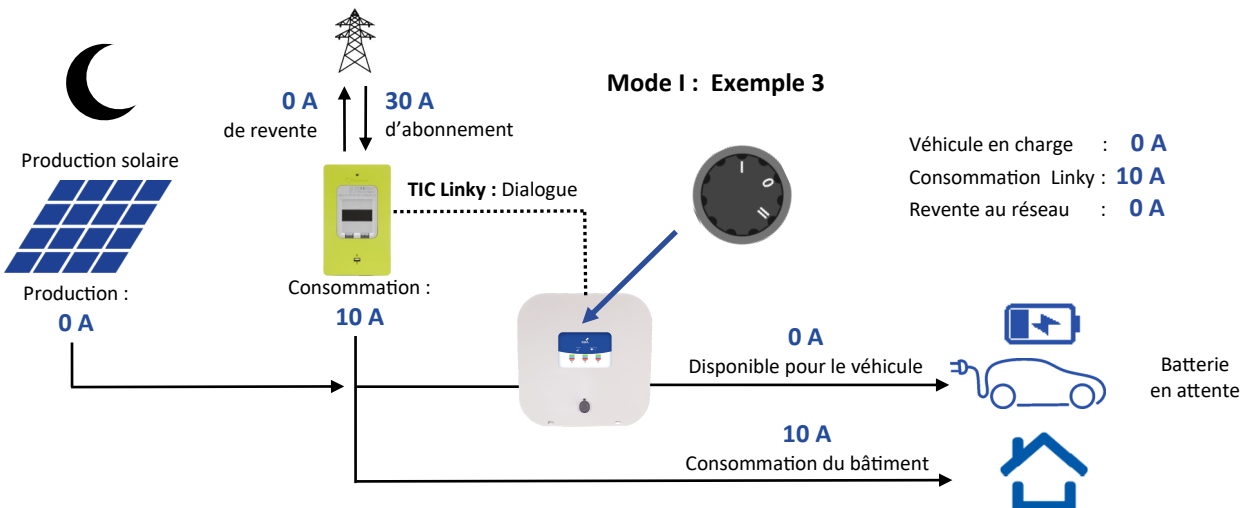 Mode I : Exemple 3
0 A
de revente
30 A
d’abonnement
Production solaire
TIC Linky : Dialogue
I
0
II
Véhicule en charge : 0 A
Consommation Linky : 10 A
Revente au réseau : 0 A
Production :
0 A
Consommation :
10 A
0 A
Disponible pour le véhicule
Batterie
en attente
10 A
Consommation du bâtiment